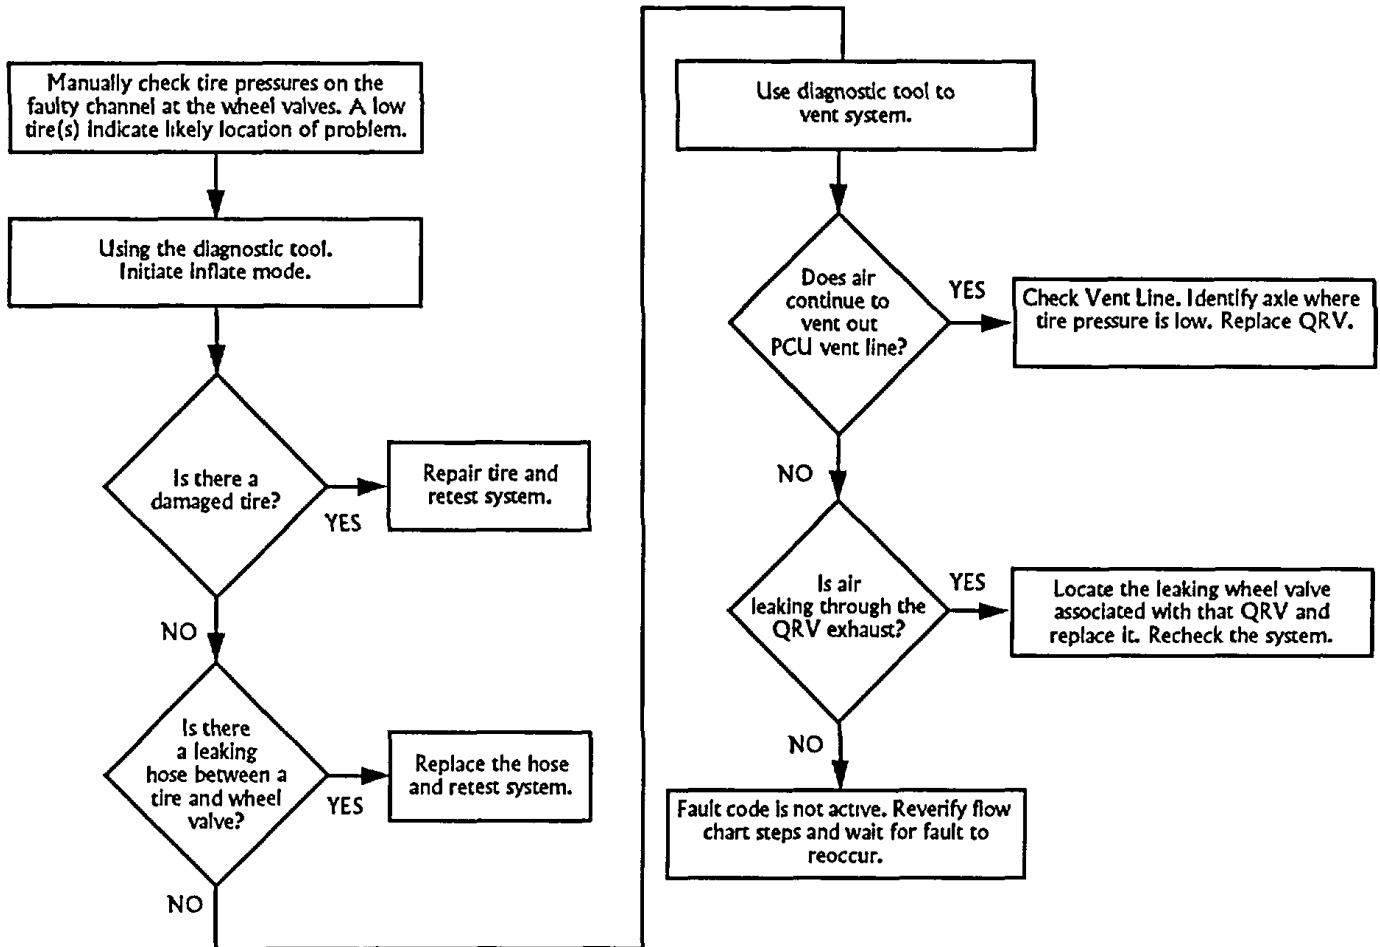 Manually check tire pressures on the
faulty channel at the wheel valves. A low
tire(s) indicate likely location of problem.
Using the diagnostic tool.
Initiate inflate mode.
Is there a
damaged tire?
YES
Repair tire and
retest system.
NO
Is there
a leaking
hose between a
tire and wheel
valve?
YES
Replace the hose
and retest system.
NO
Use diagnostic tool to
vent system.
Does air
continue to
vent out
PCU vent line?
YES
Check Vent Line. Identify axle where
tire pressure is low. Replace QRV.
NO
Is air
leaking through the
QRV exhaust?
YES
Locate the leaking wheel valve
associated with that QRV and
replace it. Recheck the system.
NO
Fault code is not active. Reverify flow
chart steps and wait for fault to
reoccur.